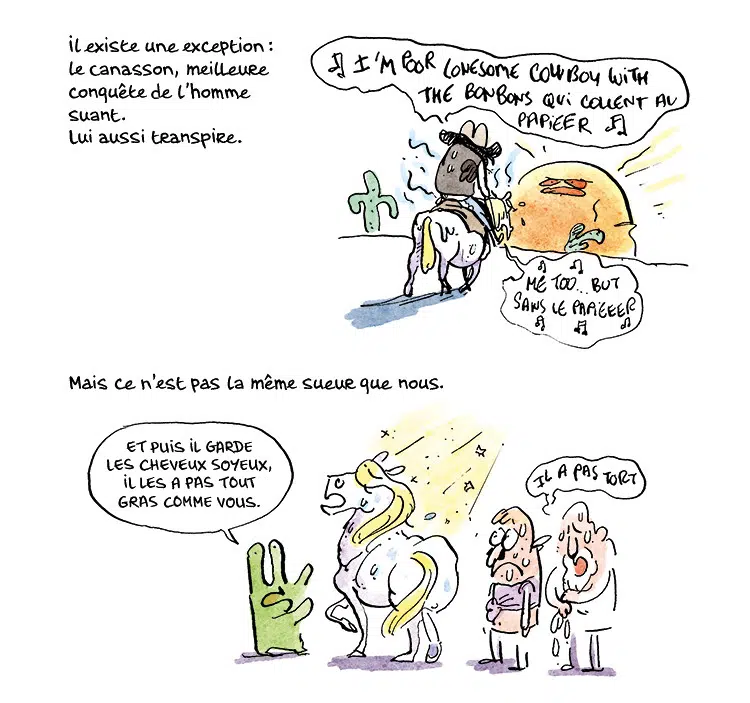 il existe une exception :
le canasson, meilleure
conquête de l'homme
suant.
Lui aussi transpire.
I'M POOR LONESOME COWBOY WITH
THE BONBONS QUI COLLENT AU
PAPIEER
ME TOO... BUT
SANS LE PAPIEEER
Mais ce n'est pas la même sueur que nous.
ET PUIS IL GARDE
LES CHEVEUX SOYEUX,
IL LES A PAS TOUT
GRAS COMME VOUS.
IL A PAS TORT